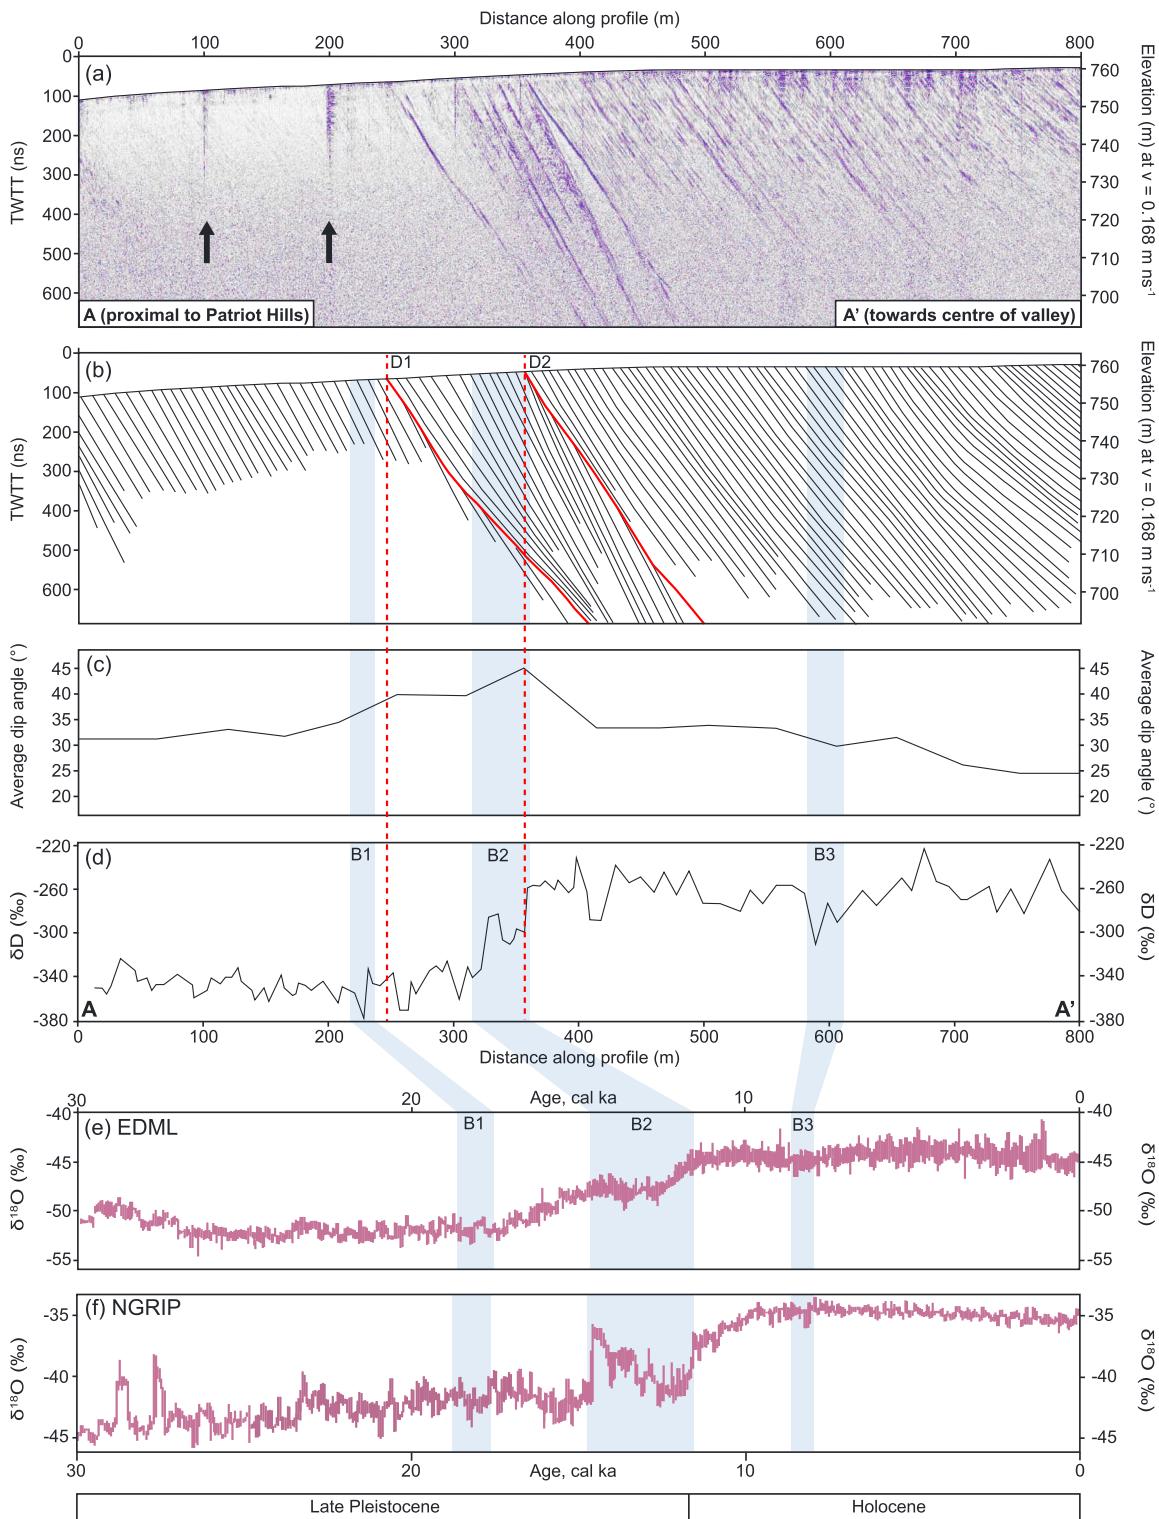 Distance along profile (m)
0 100 200 300 400 500 600 700 800
(a)
TWTT (ns)
0
100
200
300
400
500
600
760
750
740
730
720
710
700
Elevation (m) at v = 0.168 m ns-1
A (proximal to Patriot Hills)
A' (towards centre of valley)
(b)
D1
D2
TWTT (ns)
0
100
200
300
400
500
600
760
750
740
730
720
710
700
Elevation (m) at v = 0.168 m ns-1
(c)
Average dip angle (°)
45
40
35
30
25
20
45
40
35
30
25
20
Average dip angle (°)
(d)
B1
B2
B3
δD (‰)
-220
-260
-300
-340
-380
-220
-260
-300
-340
-380
δD (‰)
A
A'
0 100 200 300 400 500 600 700 800
Distance along profile (m)
30 20 Age, cal ka 10 0
(e) EDML
B1
B2
B3
δ18O (‰)
-40
-45
-50
-55
-40
-45
-50
-55
δ18O (‰)
(f) NGRIP
δ18O (‰)
-35
-40
-45
-35
-40
-45
δ18O (‰)
30 20 Age, cal ka 10 0
Late Pleistocene
Holocene